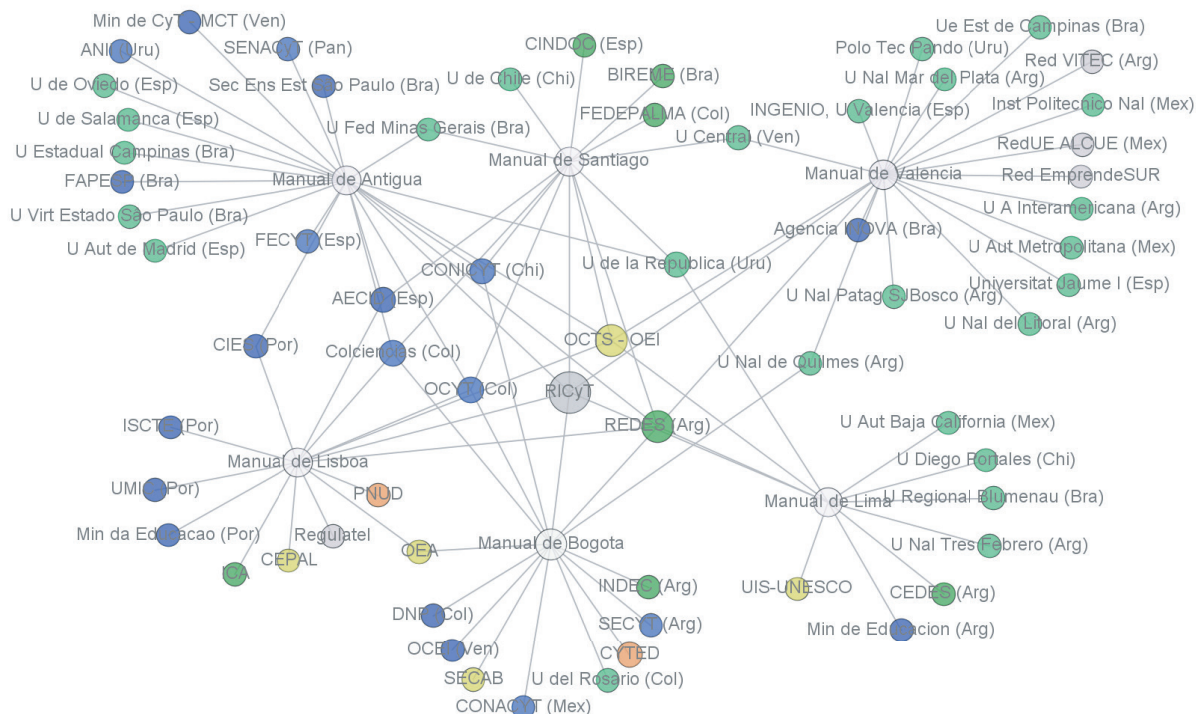 Min de CyT MCT (Ven)
Ue Est de Campinas (Bra)
ANII (Uru)
SENACYT (Pan)
CINDOC (Esp)
Polo Tec Pando (Uru)
Red VITEC (Arg)
U de Oviedo (Esp)
Sec Ens Est São Paulo (Bra)
U de Chile (Chi)
BIREME (Bra)
U Nal Mar del Plata (Arg)
U de Salamanca (Esp)
U Fed Minas Gerais (Bra)
FEDEPALMA (Col)
INGENIO, U Valencia (Esp)
Inst Politecnico Nal (Mex)
U Estadual Campinas (Bra)
U Central (Ven)
RedUE ALCUE (Mex)
Manual de Santiago
FAPESP (Bra)
Manual de Antigua
Manual de Valencia
Red EmprendeSUR
U Virt Estado São Paulo (Bra)
U A Interamericana (Arg)
Agencia INOVA (Bra)
U Aut de Madrid (Esp)
FECYT (Esp)
U Aut Metropolitana (Mex)
CONICYT (Chi)
U de la Republica (Uru)
Universitat Jaume I (Esp)
AECID (Esp)
U Nal Patag SJBosco (Arg)
U Nal del Litoral (Arg)
CIES (Por)
Colciencias (Col)
OCTS - OEI
U Nal de Quilmes (Arg)
OCYT (Col)
RICyT
ISCTE (Por)
REDES (Arg)
U Aut Baja California (Mex)
Manual de Lisboa
U Diego Portales (Chi)
UMIC (Por)
PNUD
Manual de Lima
U Regional Blumenau (Bra)
Min da Educacao (Por)
Regulatel
Manual de Bogota
U Nal Tres Febrero (Arg)
CEPAL
OEA
ICA
INDEC (Arg)
UIS-UNESCO
CEDES (Arg)
DNP (Col)
SECYT (Arg)
Min de Educacion (Arg)
OCEI (Ven)
CYTED
SECAB
U del Rosario (Col)
CONACYT (Mex)